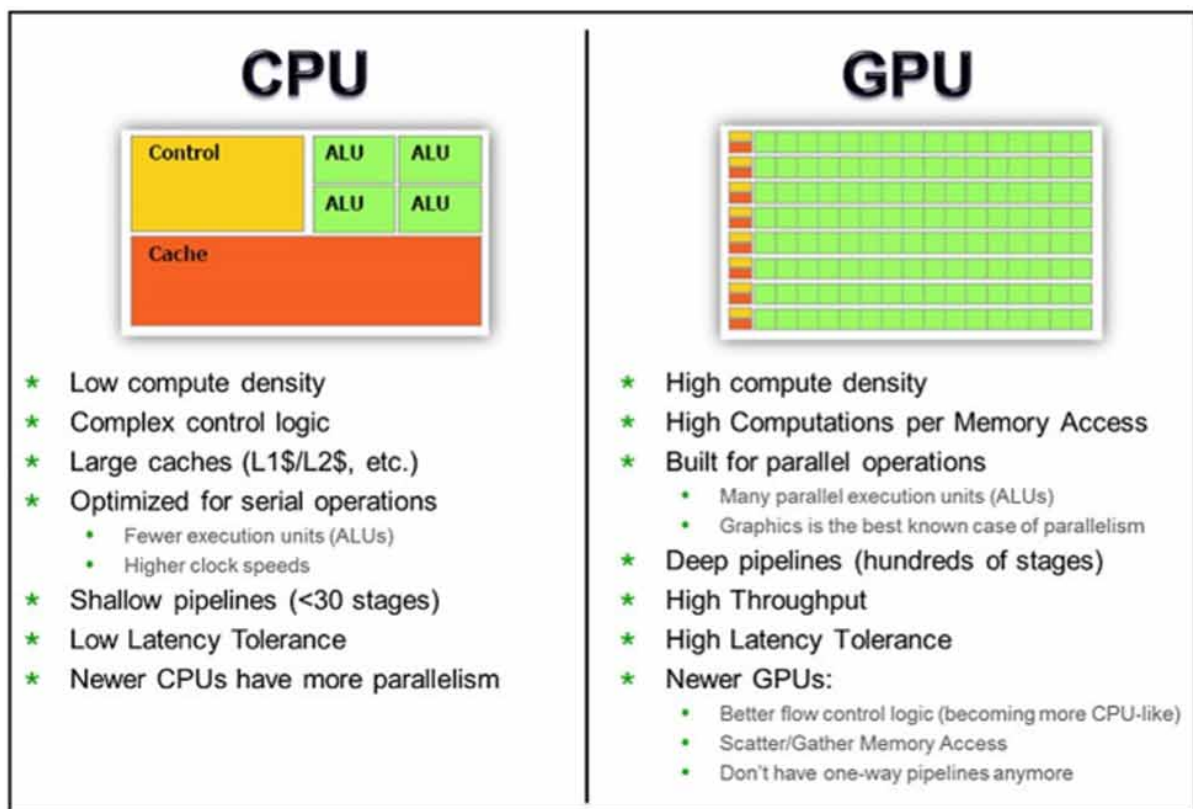 CPU
Control
ALU
ALU
ALU
ALU
Cache
* Low compute density
* Complex control logic
* Large caches (L1$/L2$, etc.)
* Optimized for serial operations
• Fewer execution units (ALUs)
• Higher clock speeds
* Shallow pipelines (<30 stages)
* Low Latency Tolerance
* Newer CPUs have more parallelism
GPU
* High compute density
* High Computations per Memory Access
* Built for parallel operations
• Many parallel execution units (ALUs)
• Graphics is the best known case of parallelism
* Deep pipelines (hundreds of stages)
* High Throughput
* High Latency Tolerance
* Newer GPUs:
• Better flow control logic (becoming more CPU-like)
• Scatter/Gather Memory Access
• Don't have one-way pipelines anymore